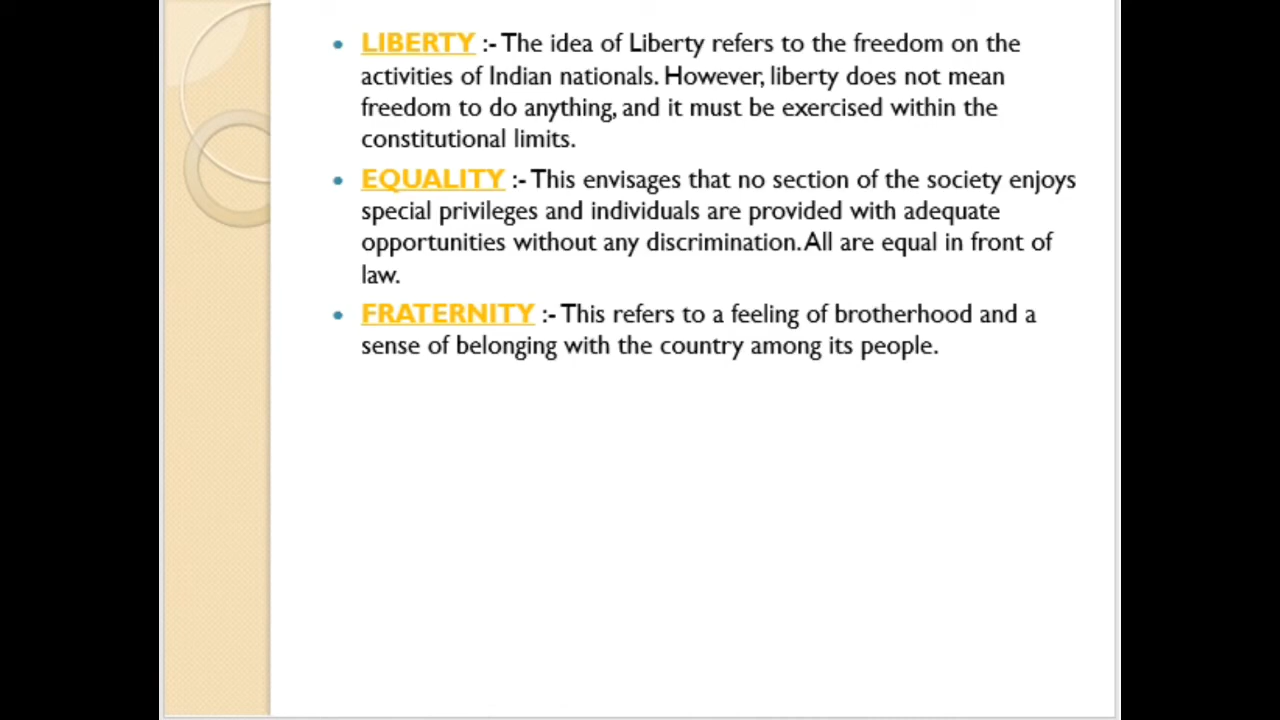 LIBERTY :- The idea of Liberty refers to the freedom on the
activities of Indian nationals. However, liberty does not mean
freedom to do anything, and it must be exercised within the
constitutional limits.
EQUALITY :- This envisages that no section of the society enjoys
special privileges and individuals are provided with adequate
opportunities without any discrimination. All are equal in front of
law.
FRATERNITY :- This refers to a feeling of brotherhood and a
sense of belonging with the country among its people.